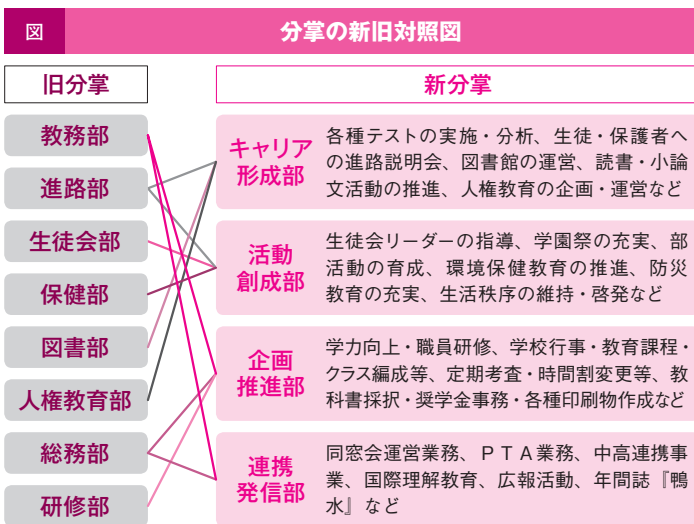 図
分掌の新旧対照図
旧分掌
新分掌
教務部
進路部
生徒会部
保健部
図書部
人権教育部
総務部
研修部
キャリア
形成部
各種テストの実施・分析、生徒・保護者へ
の進路説明会、図書館の運営、読書・小論
文活動の推進、人権教育の企画・運営など
活動
創成部
生徒会リーダーの指導、学園祭の充実、部
活動の育成、環境保健教育の推進、防災
教育の充実、生活秩序の維持・啓発など
企画
推進部
学力向上・職員研修、学校行事・教育課程・
クラス編成等、定期考査・時間割変更等、教
科書採択・奨学金事務・各種印刷物作成など
連携
発信部
同窓会運営業務、ＰＴＡ業務、中高連携事
業、国際理解教育、広報活動、年間誌『鴨
水』など